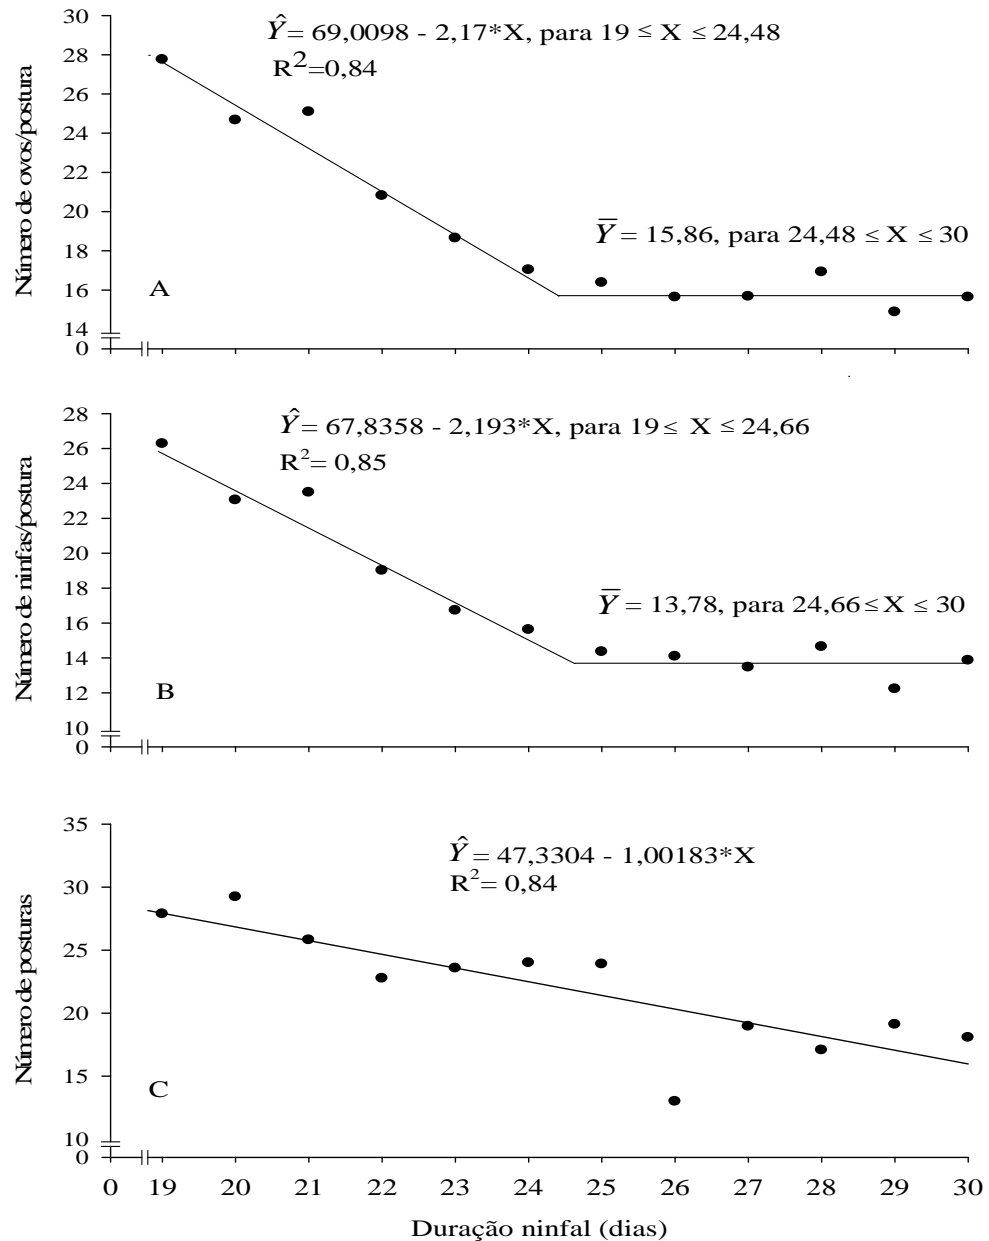 Ŷ = 69,0098 - 2,17*X, para 19 ≤ X ≤ 24,48
R²=0,84
Ȳ = 15,86, para 24,48 ≤ X ≤ 30
A
Número de ovos/postura
30
28
26
24
22
20
18
16
14
0
Ŷ = 67,8358 - 2,193*X, para 19 ≤ X ≤ 24,66
R²= 0,85
Ȳ = 13,78, para 24,66 ≤ X ≤ 30
B
Número de ninfas/postura
28
26
24
22
20
18
16
14
12
10
0
Ŷ = 47,3304 - 1,00183*X
R²= 0,84
C
Número de posturas
35
30
25
20
15
10
0
0 19 20 21 22 23 24 25 26 27 28 29 30
Duração ninfal (dias)